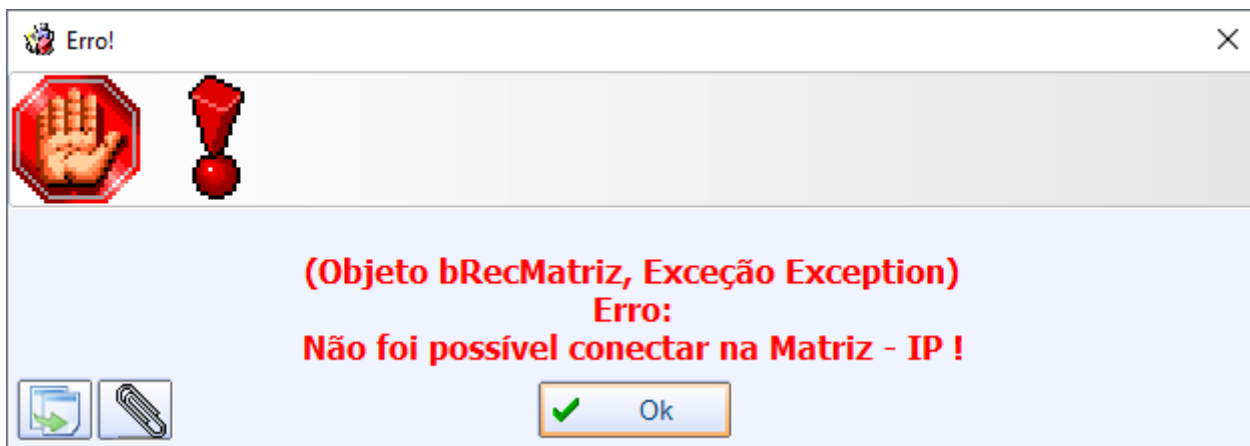 Erro!
(Objeto bRecMatriz, Exceção Exception)
Erro:
Não foi possível conectar na Matriz - IP !
Ok